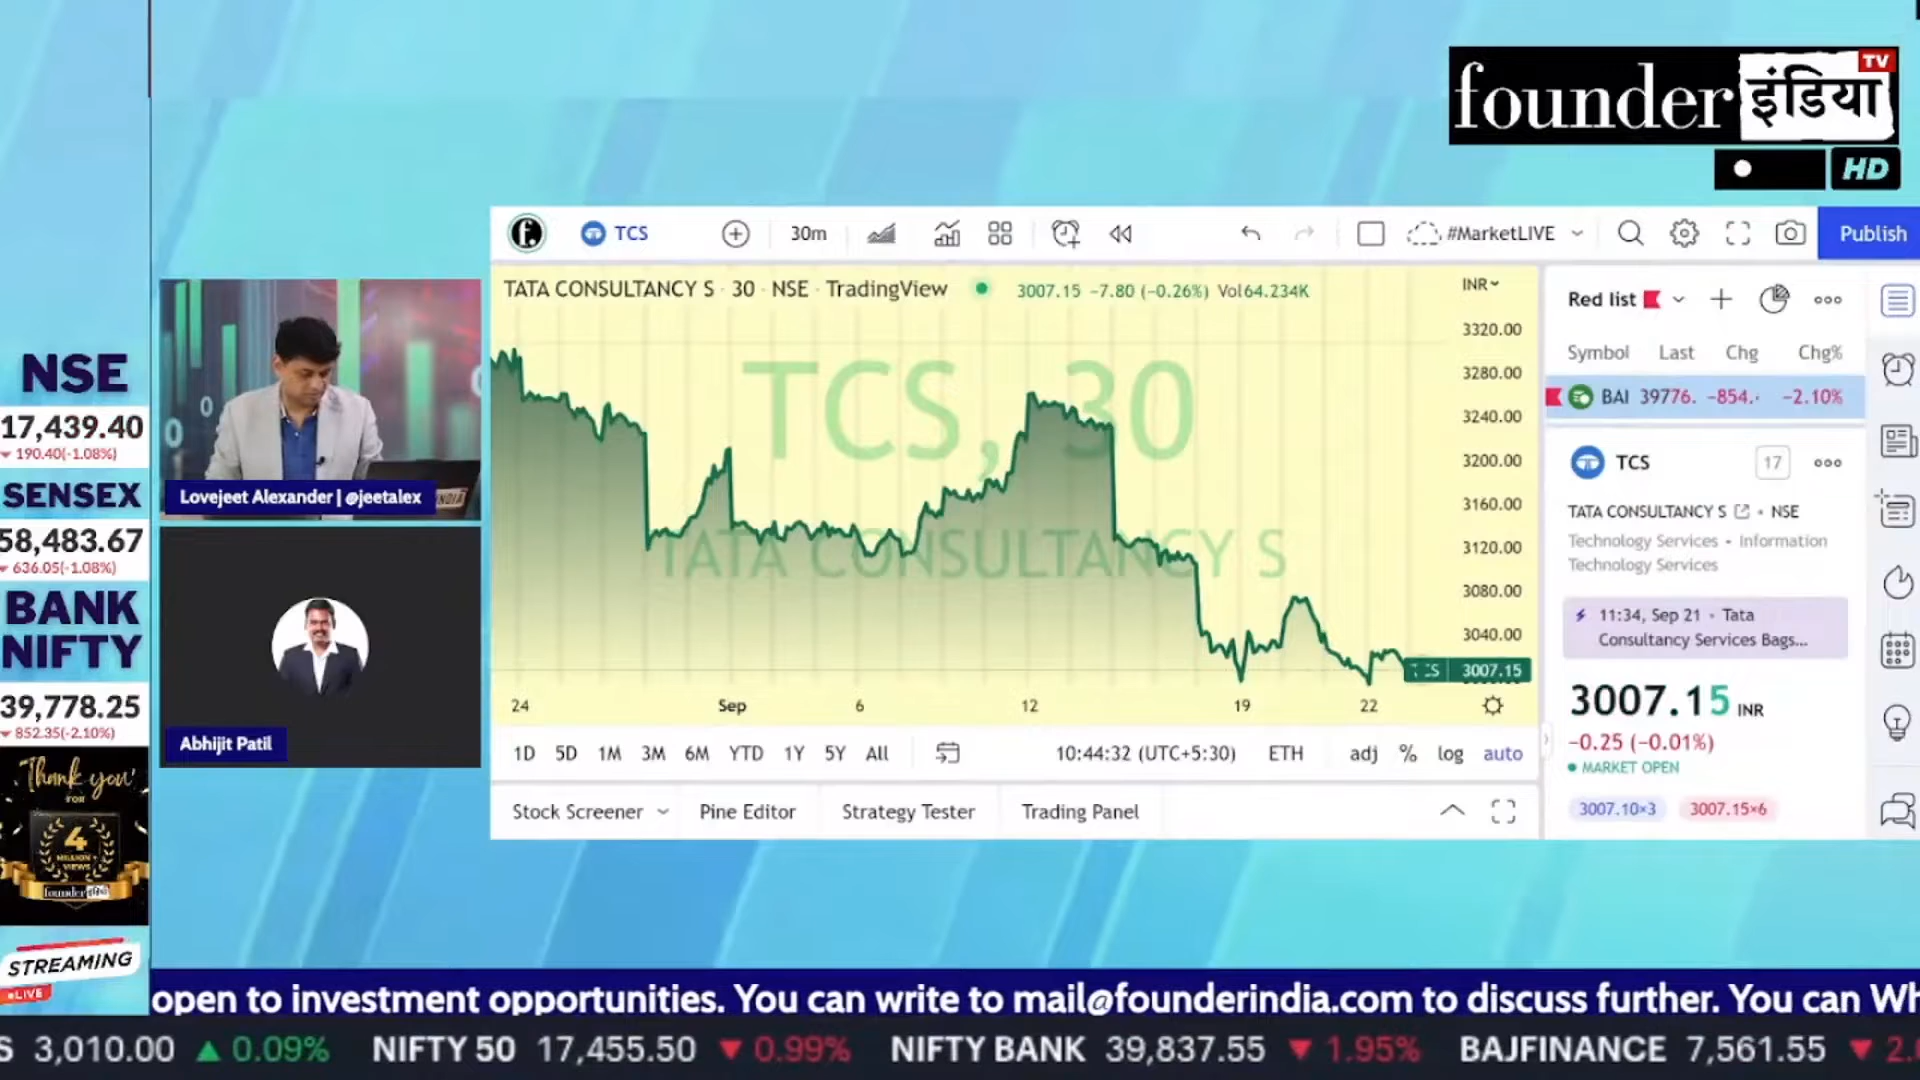 founder इंडिया TV
HD
TCS
30m
#MarketLIVE
Publish
TATA CONSULTANCY S · 30 · NSE · TradingView
3007.15 −7.80 (−0.26%) Vol64.234K
INR
TCS, 30
TATA CONSULTANCY S
3320.00
3280.00
3240.00
3200.00
3160.00
3120.00
3080.00
3040.00
3007.15
24 Sep 6 12 19 22
1D 5D 1M 3M 6M YTD 1Y 5Y All
10:44:32 (UTC+5:30) ETH adj % log auto
Stock Screener Pine Editor Strategy Tester Trading Panel
Red list
Symbol Last Chg Chg%
BAI 39776. −854. −2.10%
TCS
17
TATA CONSULTANCY S • NSE
Technology Services • Information
Technology Services
11:34, Sep 21 • Tata
Consultancy Services Bags...
3007.15 INR
−0.25 (−0.01%)
MARKET OPEN
3007.10×3 3007.15×6
Lovejeet Alexander | @jeetalex
Abhijit Patil
NSE
17,439.40
190.40(-1.08%)
SENSEX
58,483.67
636.05(-1.08%)
BANK
NIFTY
39,778.25
852.35(-2.10%)
Thank you
FOR
4
MILLION +
VIEWS
founder इंडिया
STREAMING
LIVE
open to investment opportunities. You can write to mail@founderindia.com to discuss further. You can Wh
S 3,010.00 ▲ 0.09% NIFTY 50 17,455.50 ▼ 0.99% NIFTY BANK 39,837.55 ▼ 1.95% BAJFINANCE 7,561.55 ▼ 2.